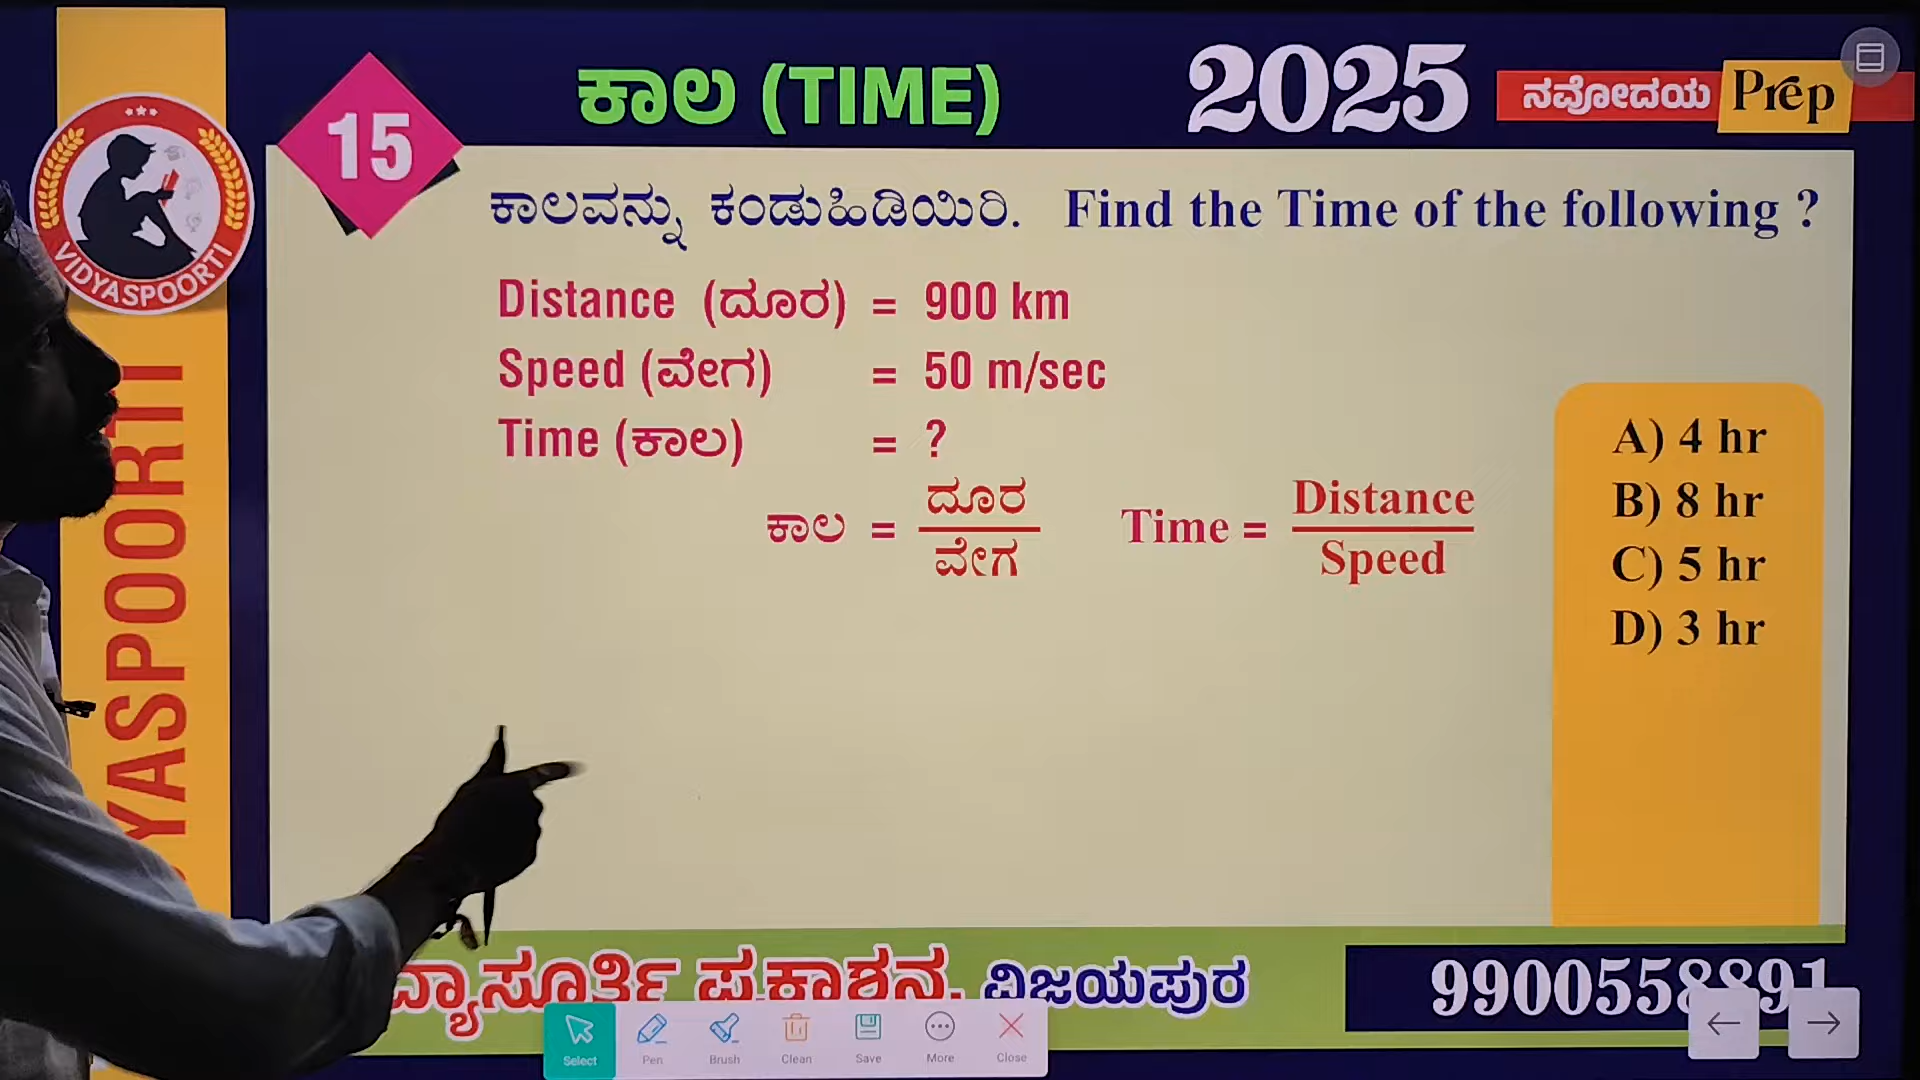 ಕಾಲ (TIME)
2025
ನವೋದಯ Prep
15
VIDYASPOORTI
ಕಾಲವನ್ನು ಕಂಡುಹಿಡಿಯಿರಿ. Find the Time of the following ?
Distance (ದೂರ) = 900 km
Speed (ವೇಗ) = 50 m/sec
Time (ಕಾಲ) = ?
ಕಾಲ = ದೂರ / ವೇಗ Time = Distance / Speed
A) 4 hr
B) 8 hr
C) 5 hr
D) 3 hr
YASPOORTI
ವಿಜಯಪುರ
9900558891
Select Pen Brush Clean Save More Close